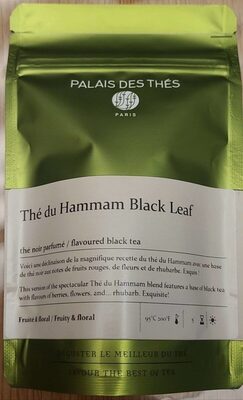 PALAIS DES THÉS
PARIS
Thé du Hammam Black Leaf
thé noir parfumé / flavoured black tea
Voici une déclinaison de la magnifique recette du thé du Hammam avec une base
de thé noir aux notes de fruits rouges, de fleurs et de rhubarbe. Exquis !
This version of the spectacular Thé du Hammam blend features a base of black tea
with flavours of berries, flowers, and... rhubarb. Exquisite!
Fruité & floral / Fruity & floral
95°C 200°F
DÉGUSTER LE MEILLEUR DU THÉ
SAVOUR THE BEST OF TEA